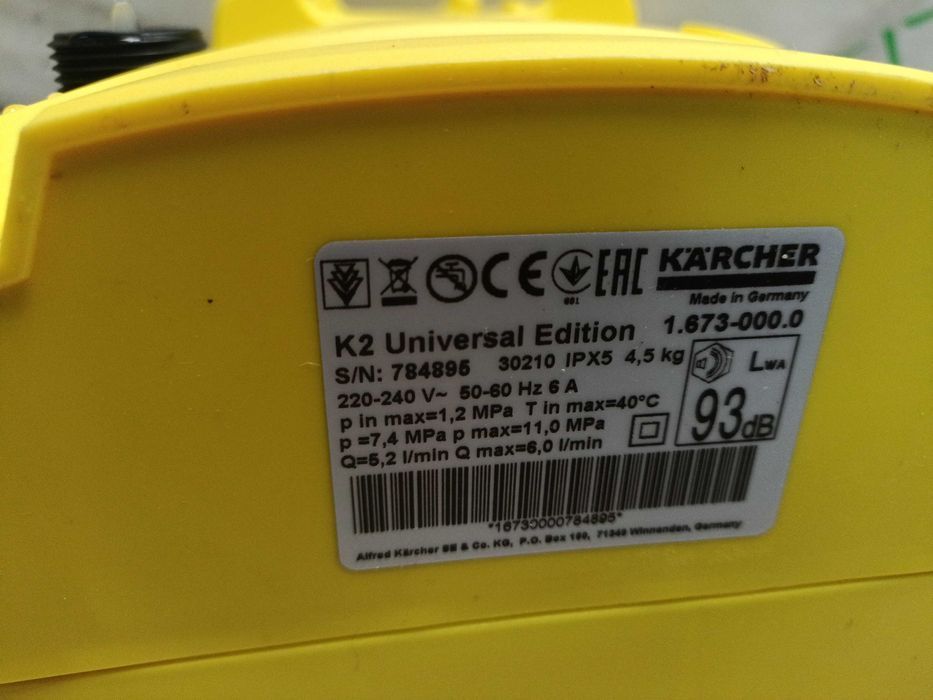 CE 001 EAC KÄRCHER
Made in Germany
K2 Universal Edition 1.673-000.0
S/N: 784895 30210 IPX5 4,5 kg
220-240 V~ 50-60 Hz 6 A
p in max=1,2 MPa T in max=40°C
p =7,4 MPa p max=11,0 MPa
Q=5,2 l/min Q max=6,0 l/min
LWA
93dB
*16730000784895*
Alfred Kärcher SE & Co. KG, P.O. Box 160, 71349 Winnenden, Germany